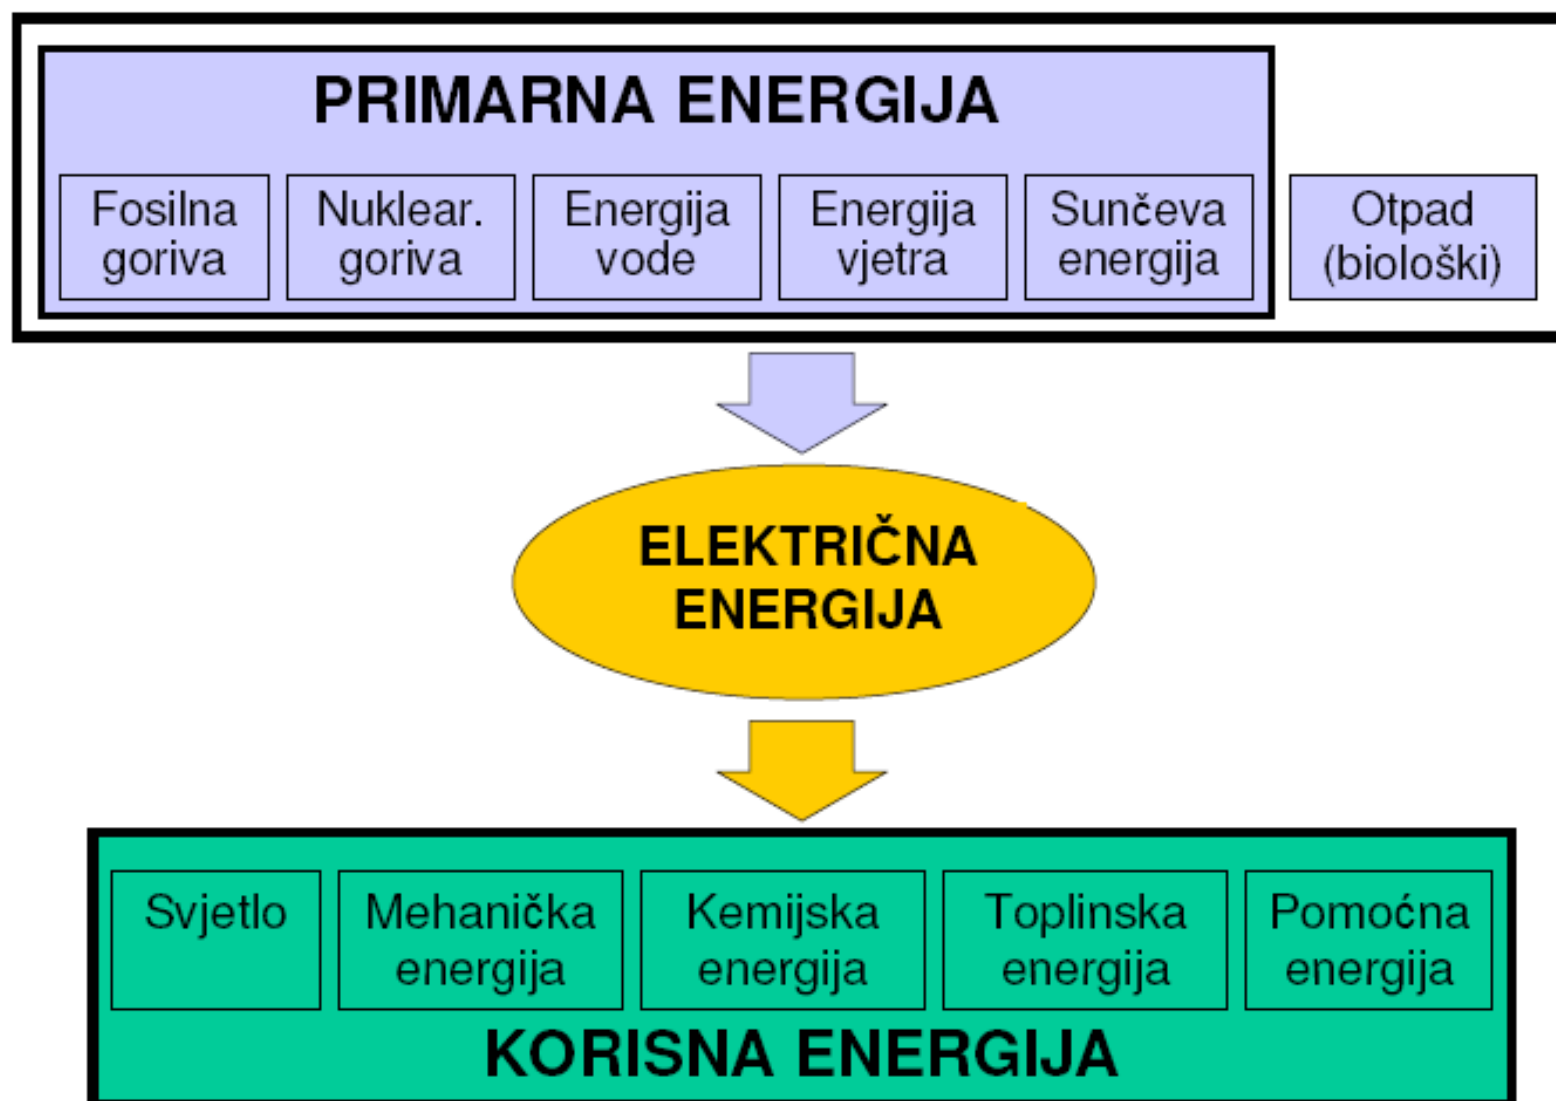 PRIMARNA ENERGIJA
Fosilna
goriva
Nuklear.
goriva
Energija
vode
Energija
vjetra
Sunčeva
energija
Otpad
(biološki)
ELEKTRIČNA
ENERGIJA
Svjetlo
Mehanička
energija
Kemijska
energija
Toplinska
energija
Pomoćna
energija
KORISNA ENERGIJA